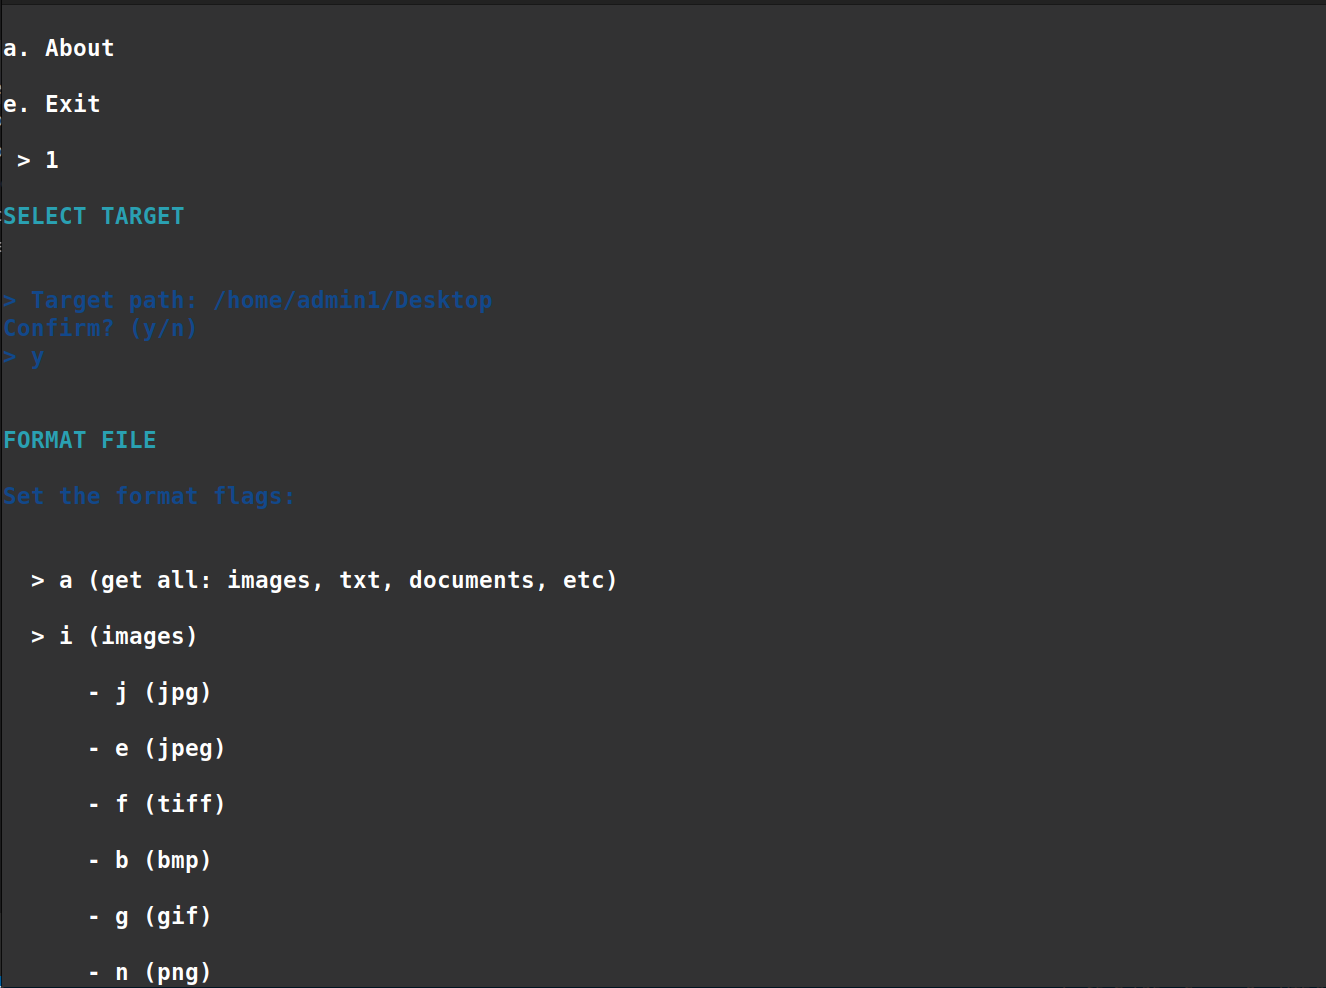 a. About
e. Exit
> 1
SELECT TARGET
> Target path: /home/admin1/Desktop
Confirm? (y/n)
> y
FORMAT FILE
Set the format flags:
> a (get all: images, txt, documents, etc)
> i (images)
- j (jpg)
- e (jpeg)
- f (tiff)
- b (bmp)
- g (gif)
- n (png)